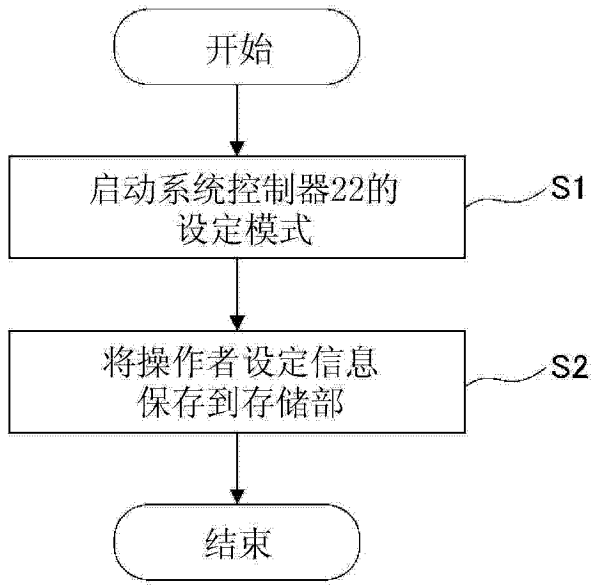 开始
启动系统控制器22的
设定模式
S1
将操作者设定信息
保存到存储部
S2
结束